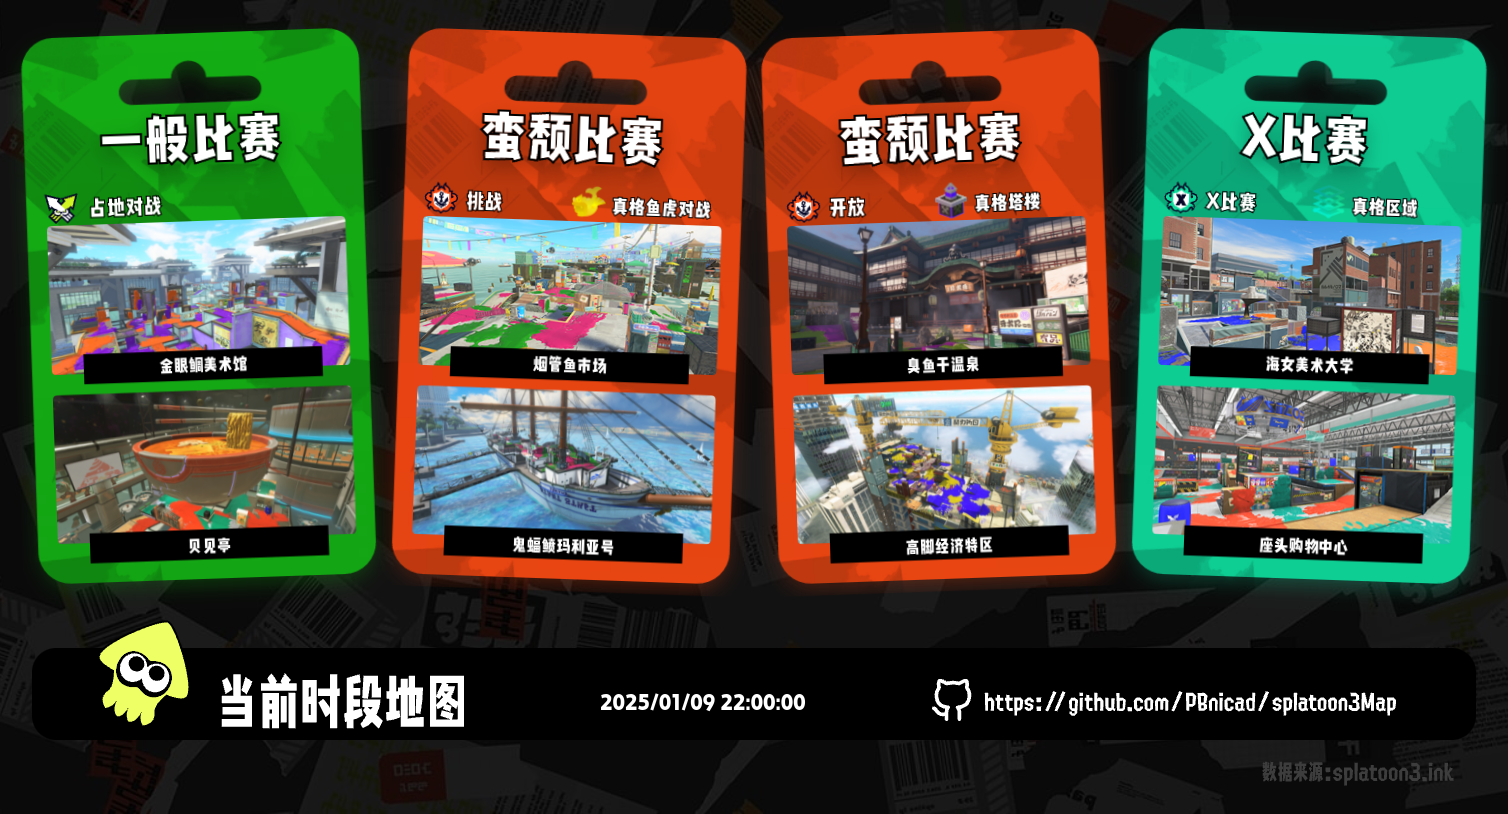 一般比赛
占地对战
金眼鲷美术馆
贝见亭
蛮颓比赛
挑战
真格鱼虎对战
烟管鱼市场
鬼蝠鲼玛利亚号
蛮颓比赛
开放
真格塔楼
臭鱼干温泉
高脚经济特区
X比赛
X比赛
真格区域
海女美术大学
座头购物中心
当前时段地图
2025/01/09 22:00:00
https://github.com/PBnicad/splatoon3Map
数据来源:splatoon3.ink